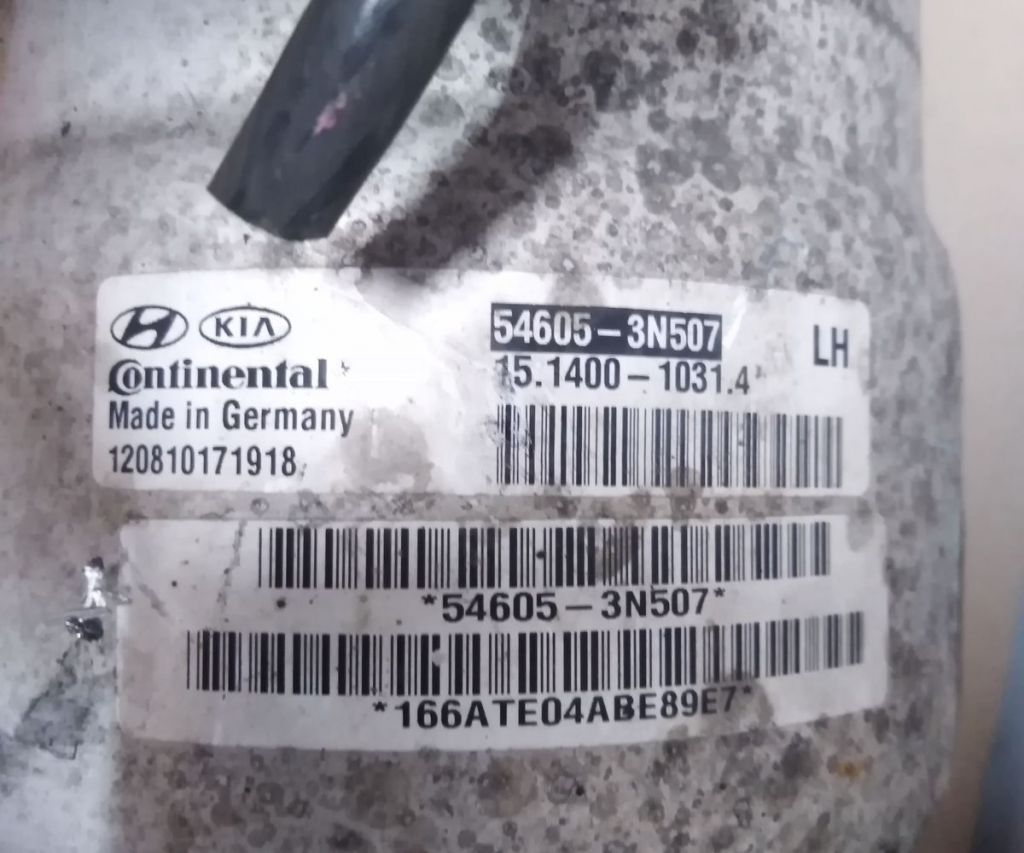 KIA
Continental
Made in Germany
120810171918
54605-3N507
15.1400-1031.4
LH
*54605-3N507*
*166ATE04ABE89E7*